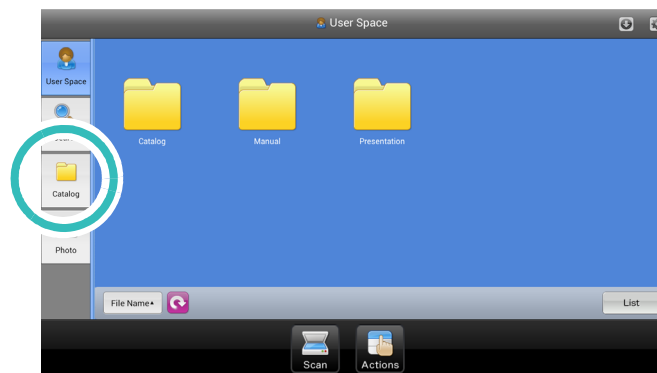 User Space
User Space
Catalog
Manual
Presentation
Catalog
Photo
File Name
List
Scan
Actions